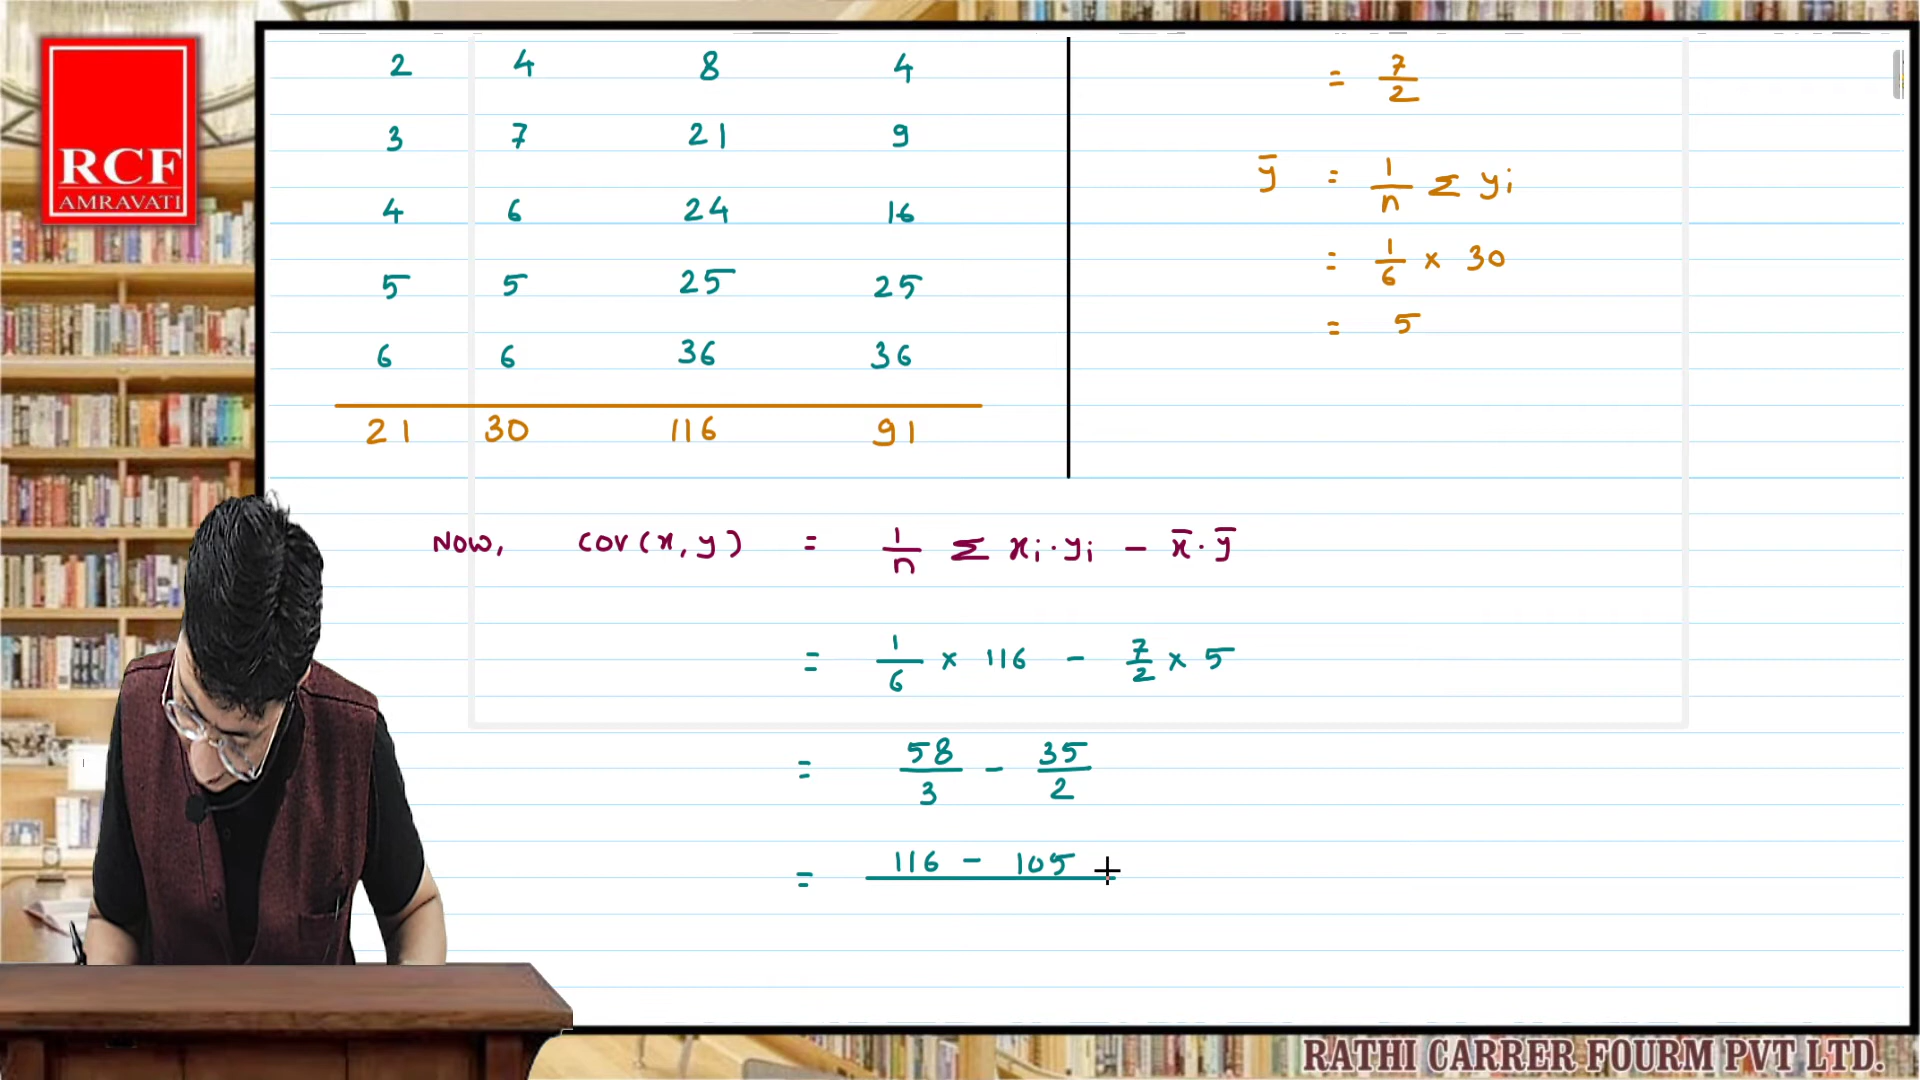 RCF
AMRAVATI
2 4 8 4
3 7 21 9
4 6 24 16
5 5 25 25
6 6 36 36
21 30 116 91
= 7/2
ȳ = 1/n Σ yi
= 1/6 × 30
= 5
Now, cov(x, y) = 1/n Σ xi·yi − x̄·ȳ
= 1/6 × 116 − 7/2 × 5
= 58/3 − 35/2
= 116 − 105
RATHI CARRER FOURM PVT LTD.